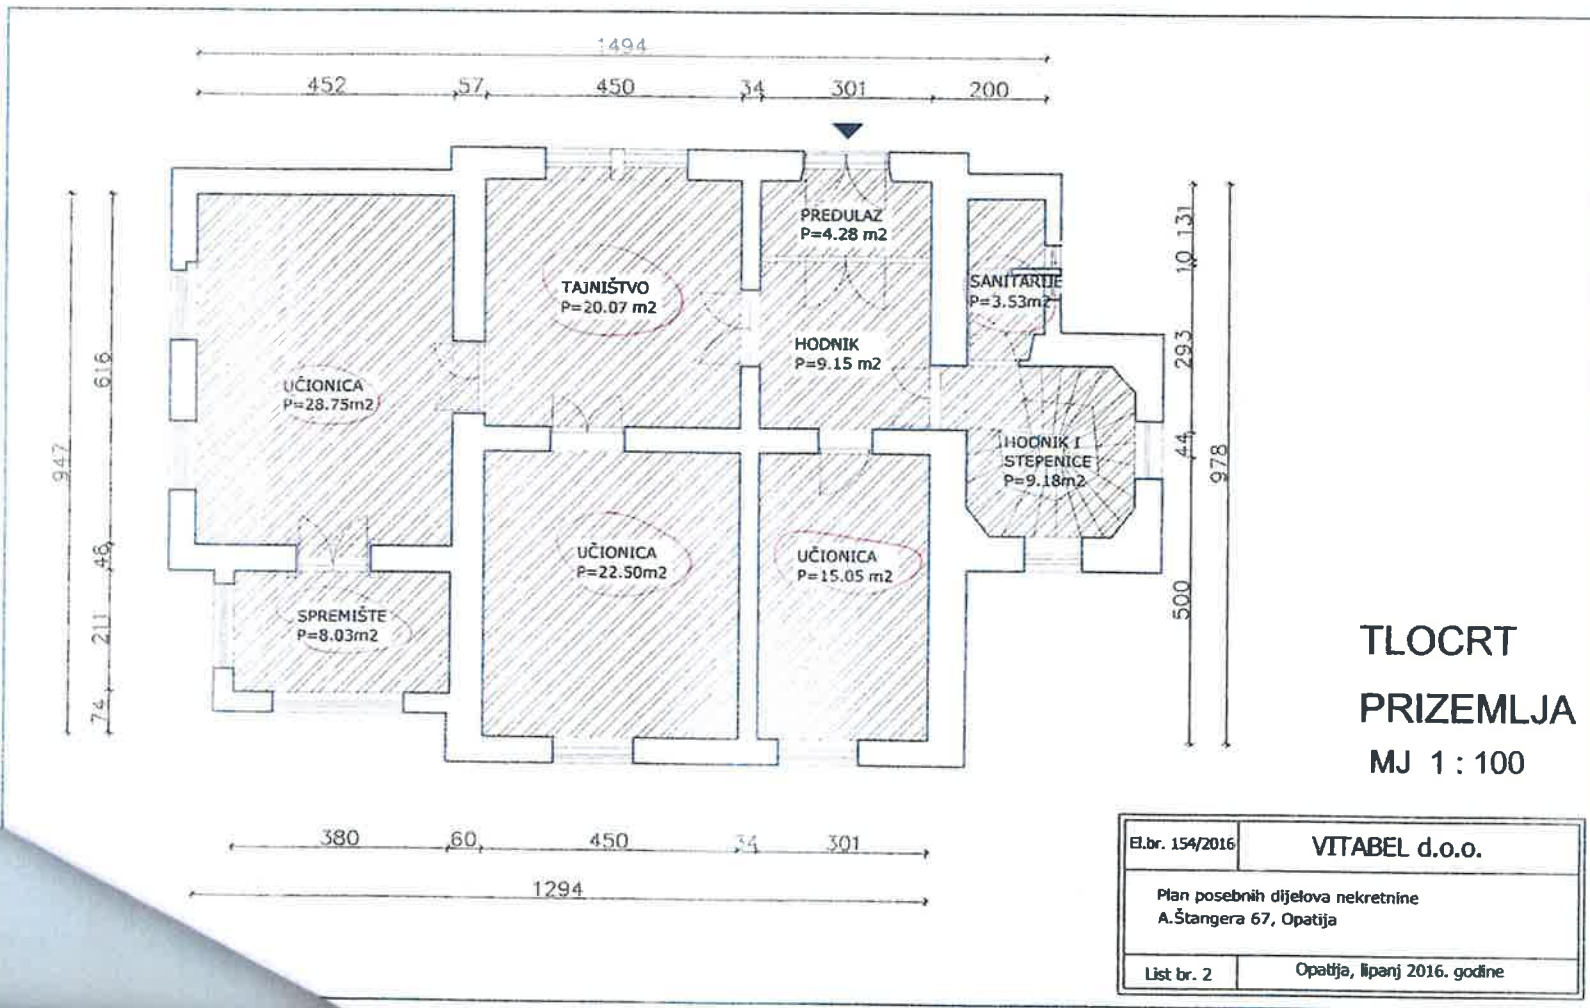 1494
452 57 450 34 301 200
PREDULAZ
P=4.28 m2
TAJNIŠTVO
P=20.07 m2
SANITARIJE
P=3.53m2
HODNIK
P=9.15 m2
UČIONICA
P=28.75m2
HODNIK I
STEPENICE
P=9.18m2
UČIONICA
P=22.50m2
UČIONICA
P=15.05 m2
SPREMIŠTE
P=8.03m2
947
616
46
211
74
131
10
293
44
500
978
380 60 450 34 301
1294
TLOCRT
PRIZEMLJA
MJ 1 : 100
El.br. 154/2016
VITABEL d.o.o.
Plan posebnih dijelova nekretnine
A.Štangera 67, Opatija
List br. 2
Opatija, lipanj 2016. godine